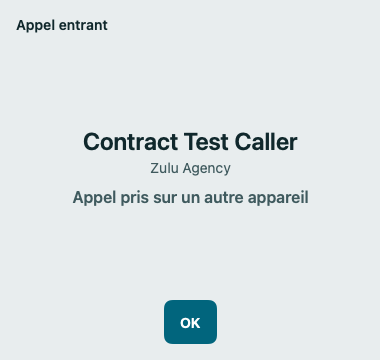 Appel entrant
Contract Test Caller
Zulu Agency
Appel pris sur un autre appareil
OK